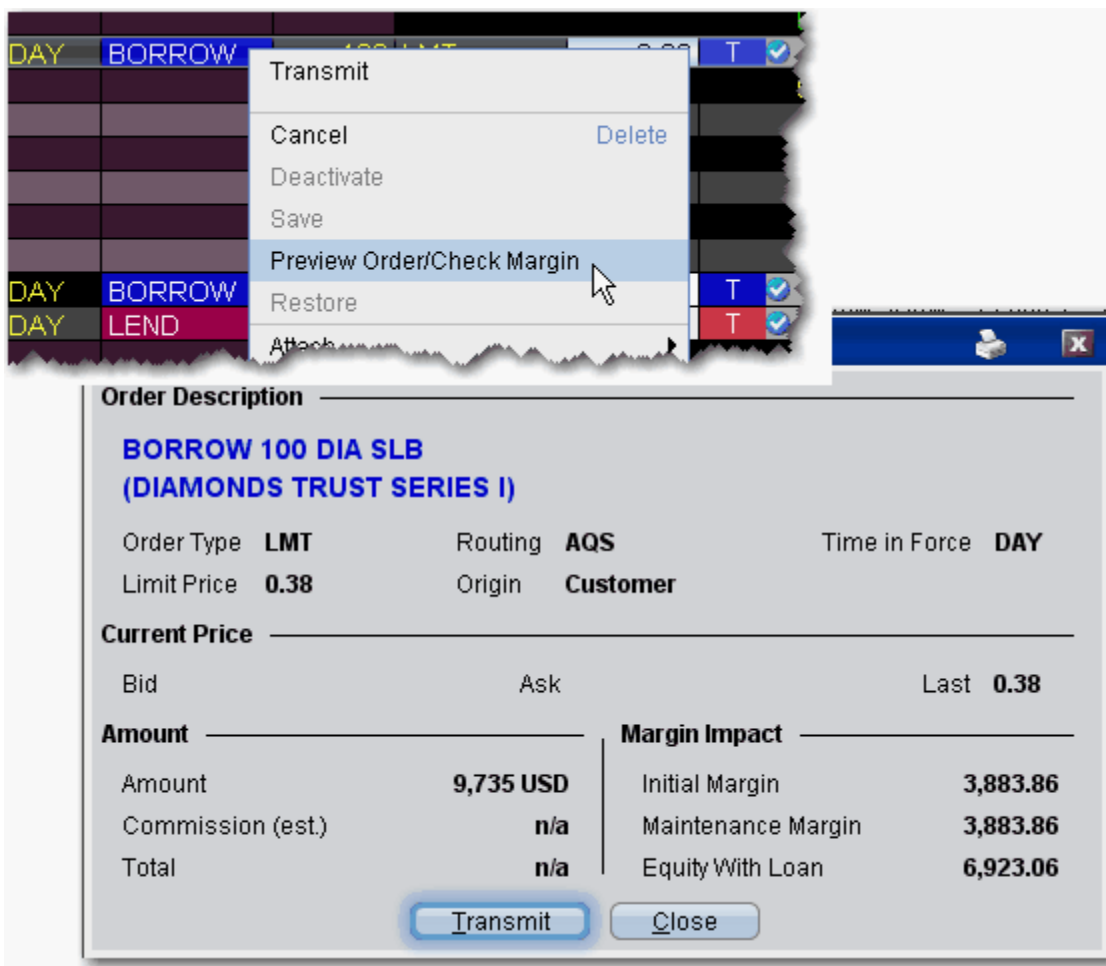 DAY BORROW 100 LMT T
Transmit
Cancel Delete
Deactivate
Save
Preview Order/Check Margin
DAY BORROW T
Restore
DAY LEND T
Attach
Order Description
BORROW 100 DIA SLB
(DIAMONDS TRUST SERIES I)
Order Type LMT Routing AQS Time in Force DAY
Limit Price 0.38 Origin Customer
Current Price
Bid Ask Last 0.38
Amount Margin Impact
Amount 9,735 USD Initial Margin 3,883.86
Commission (est.) n/a Maintenance Margin 3,883.86
Total n/a Equity With Loan 6,923.06
Transmit Close